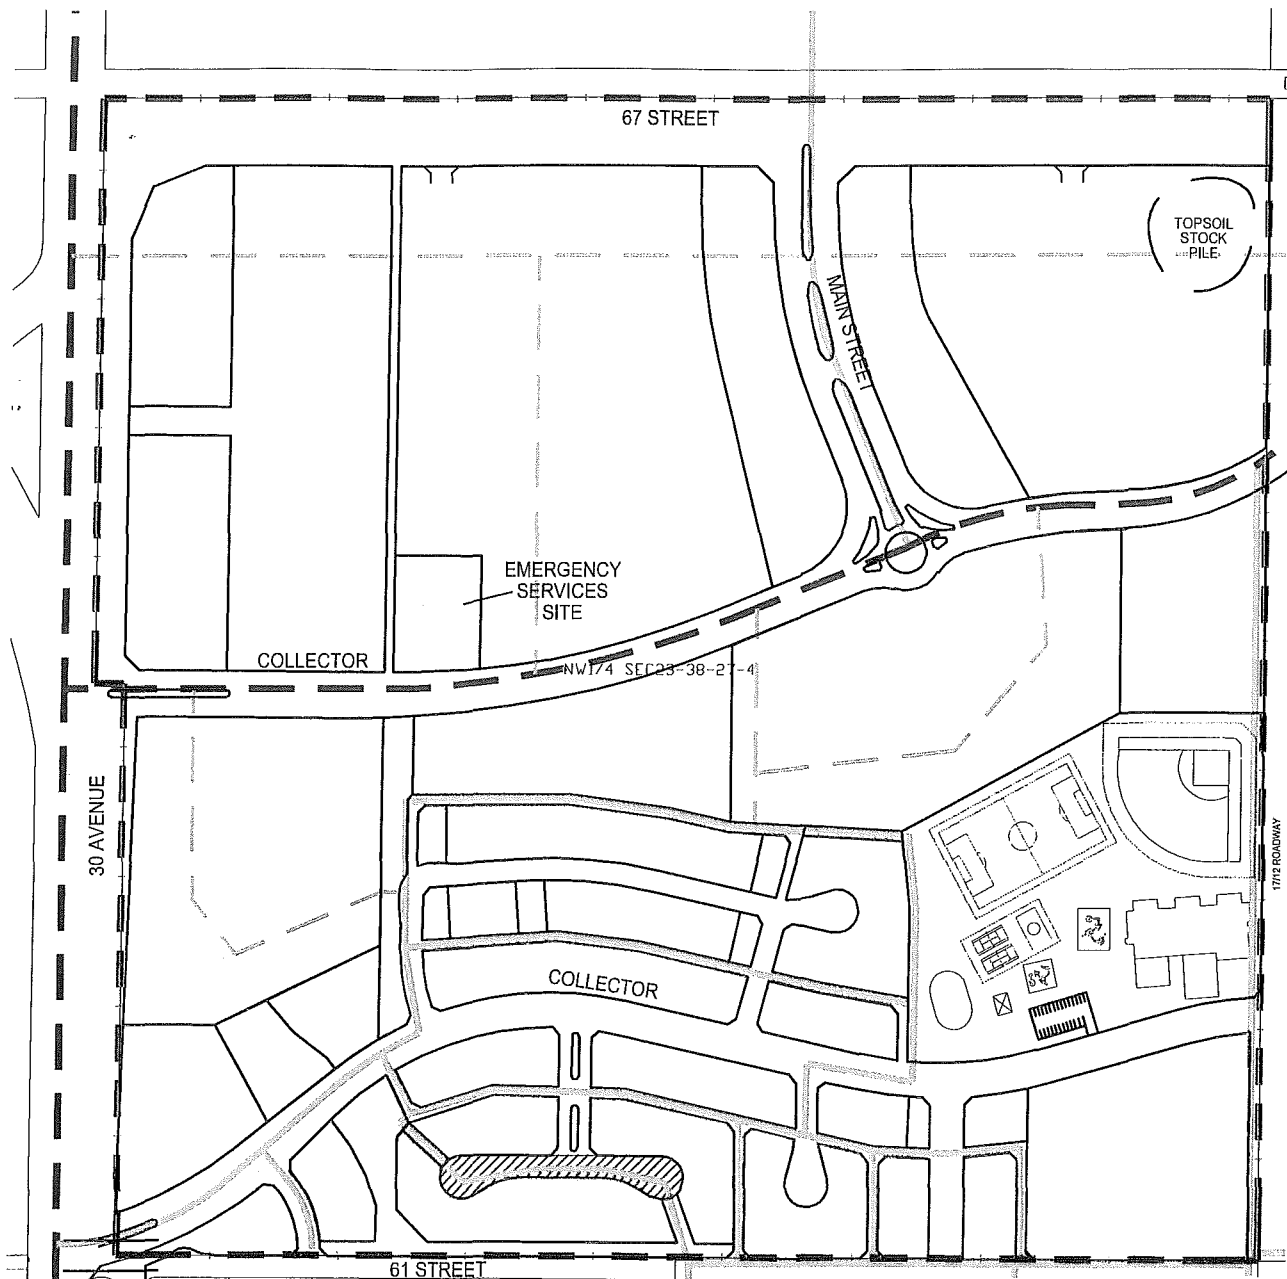 67 STREET
TOPSOIL
STOCK
PILE
MAIN STREET
EMERGENCY
SERVICES
SITE
COLLECTOR
NW1/4 SEC23-38-27-4
30 AVENUE
17/12 ROADWAY
COLLECTOR
61 STREET